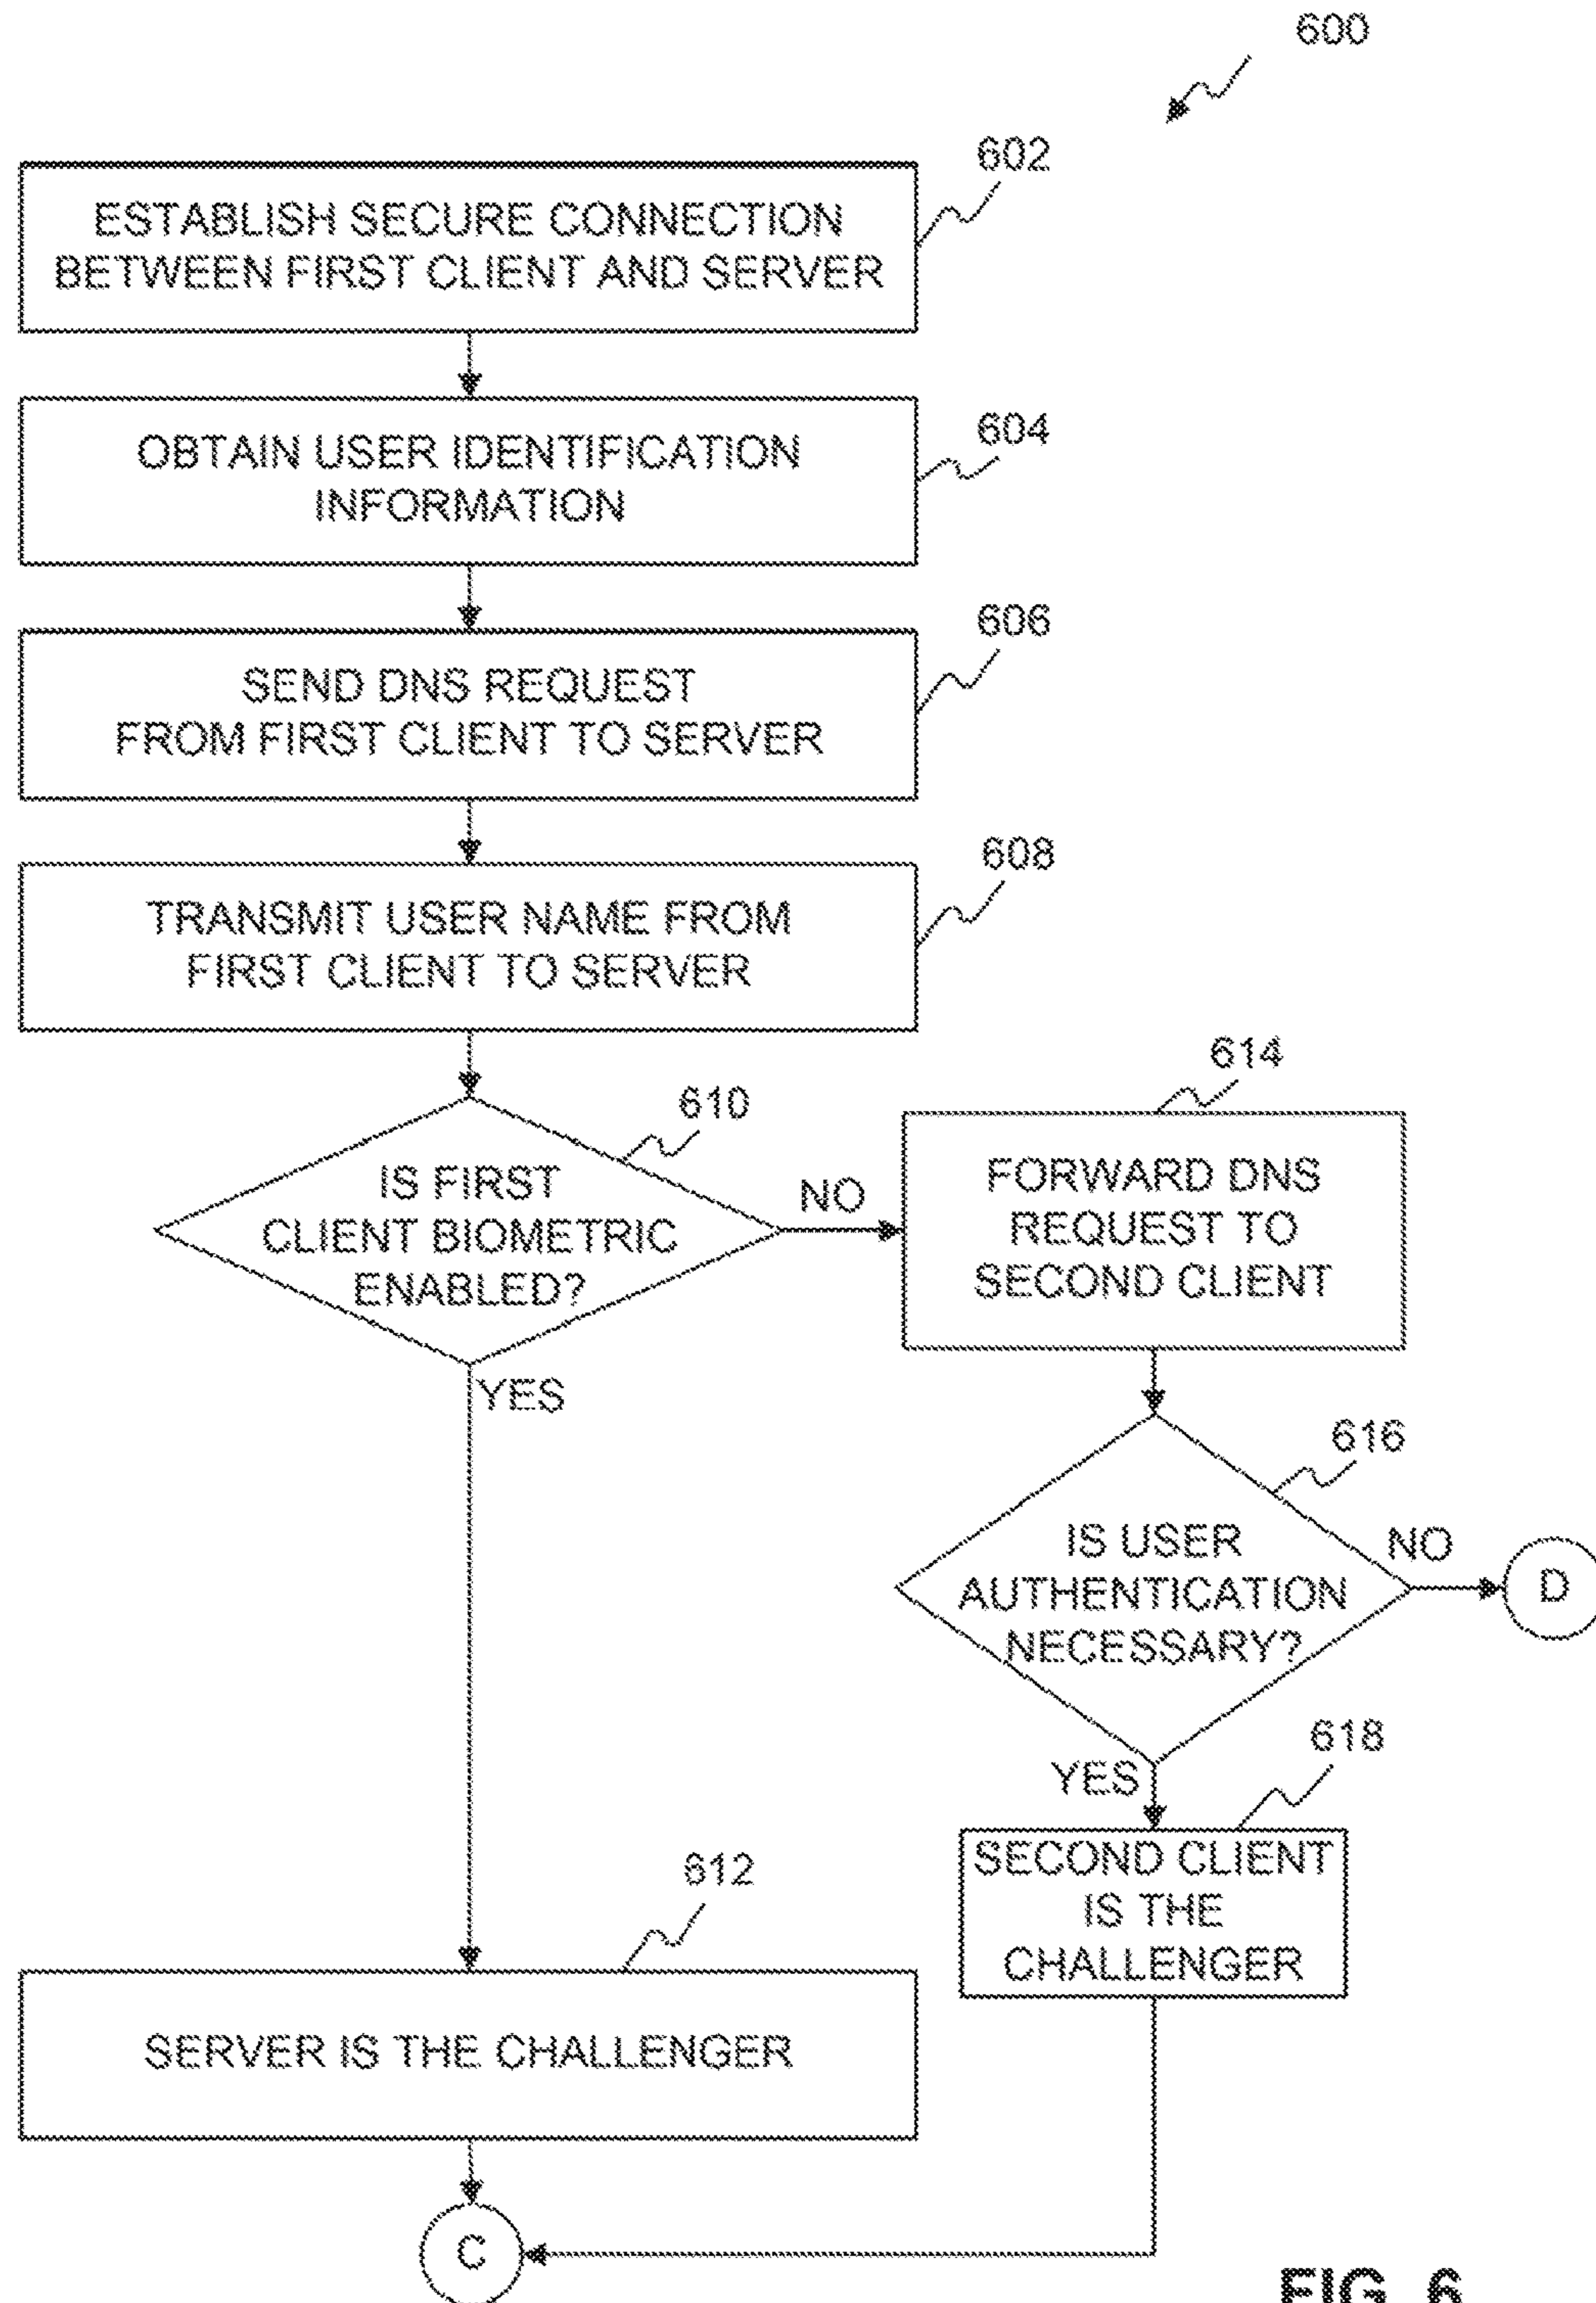 600
602
ESTABLISH SECURE CONNECTION
BETWEEN FIRST CLIENT AND SERVER
604
OBTAIN USER IDENTIFICATION
INFORMATION
606
SEND DNS REQUEST
FROM FIRST CLIENT TO SERVER
608
TRANSMIT USER NAME FROM
FIRST CLIENT TO SERVER
610
IS FIRST
CLIENT BIOMETRIC
ENABLED?
NO
YES
614
FORWARD DNS
REQUEST TO
SECOND CLIENT
616
IS USER
AUTHENTICATION
NECESSARY?
NO
D
YES
618
SECOND CLIENT
IS THE
CHALLENGER
612
SERVER IS THE CHALLENGER
C
FIG. 6